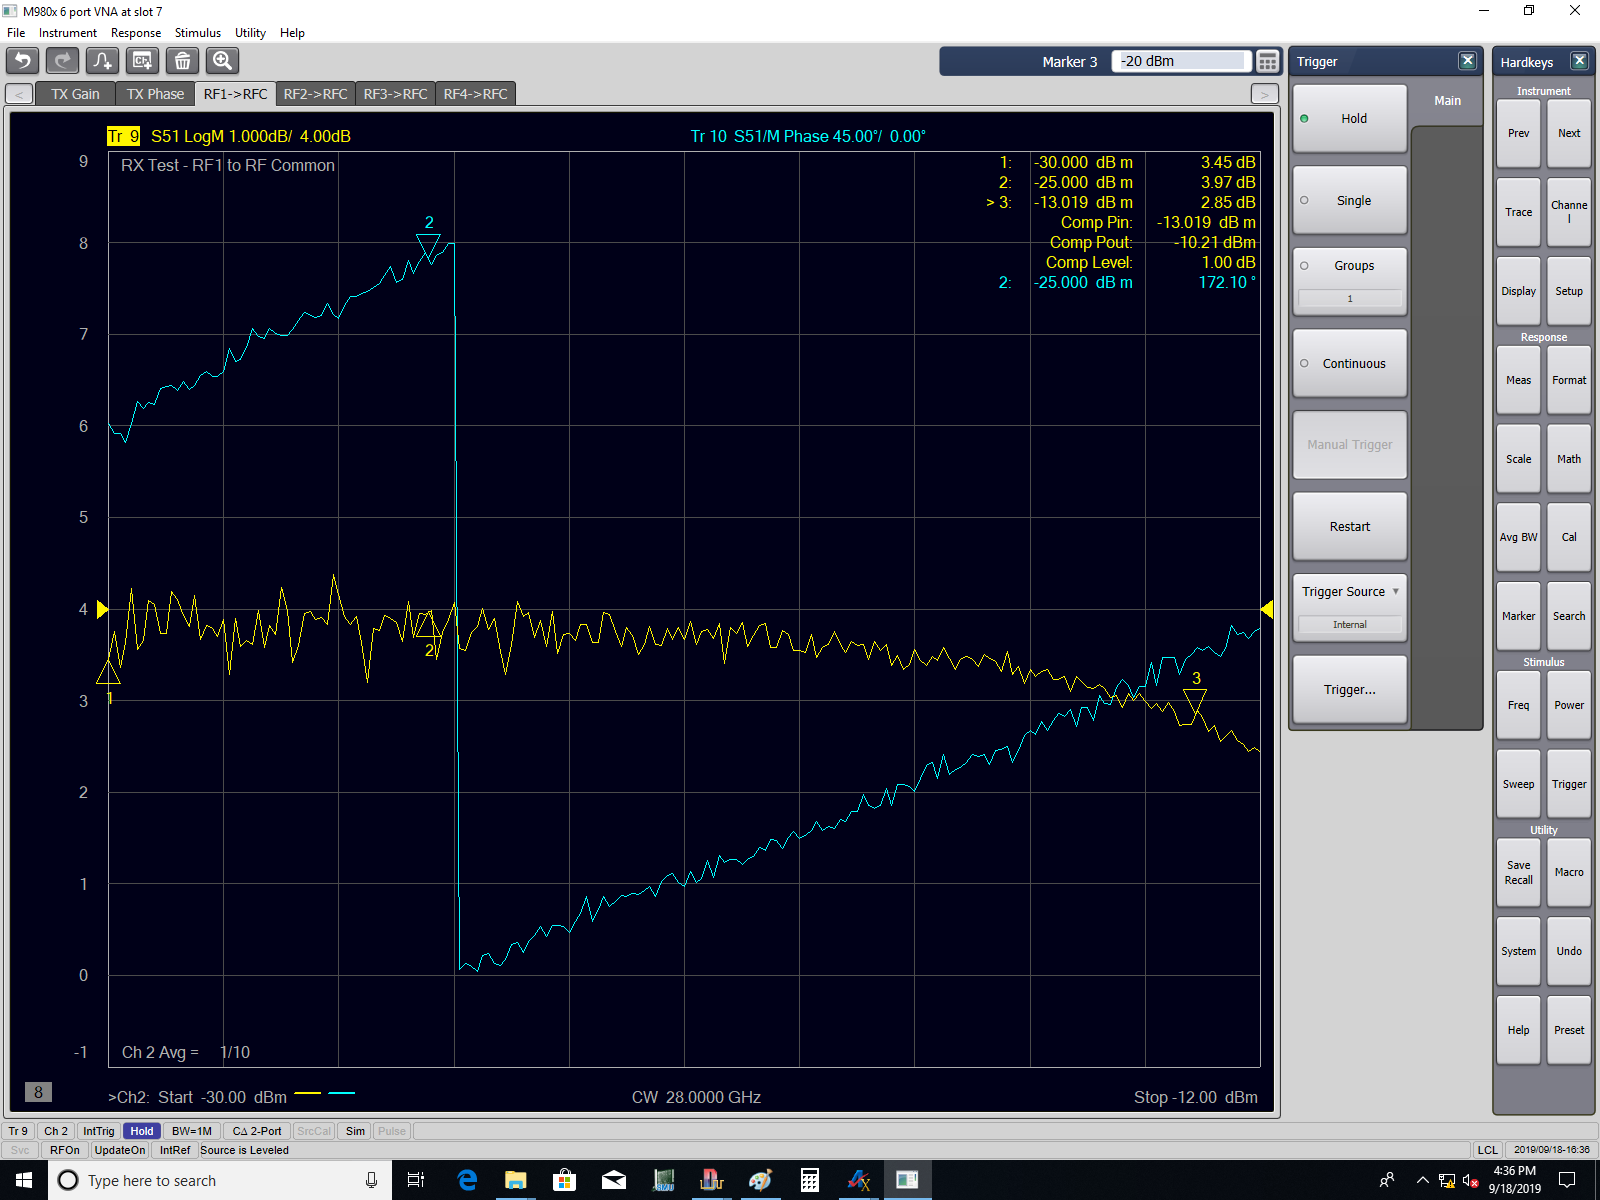 M980x 6 port VNA at slot 7
File Instrument Response Stimulus Utility Help
Marker 3 -20 dBm
TX Gain TX Phase RF1->RFC RF2->RFC RF3->RFC RF4->RFC
Tr 9 S51 LogM 1.000dB/ 4.00dB
Tr 10 S51/M Phase 45.00°/ 0.00°
RX Test - RF1 to RF Common
1: -30.000 dB m 3.45 dB
2: -25.000 dB m 3.97 dB
> 3: -13.019 dB m 2.85 dB
Comp Pin: -13.019 dB m
Comp Pout: -10.21 dBm
Comp Level: 1.00 dB
2: -25.000 dB m 172.10 °
9
8
7
6
5
4
3
2
1
0
-1
2
2
1
3
Ch 2 Avg = 1/10
8
>Ch2: Start -30.00 dBm
CW 28.0000 GHz
Stop -12.00 dBm
Trigger
Main
Hold
Single
Groups
1
Continuous
Manual Trigger
Restart
Trigger Source
Internal
Trigger...
Hardkeys
Instrument
Prev Next
Trace Channe
l
Display Setup
Response
Meas Format
Scale Math
Avg BW Cal
Marker Search
Stimulus
Freq Power
Sweep Trigger
Utility
Save
Recall Macro
System Undo
Help Preset
Tr 9 Ch 2 IntTrig Hold BW=1M CΔ 2-Port SrcCal Sim Pulse
Svc RFOn UpdateOn IntRef Source is Leveled LCL 2019/09/18-16:36
Type here to search
4:36 PM
9/18/2019